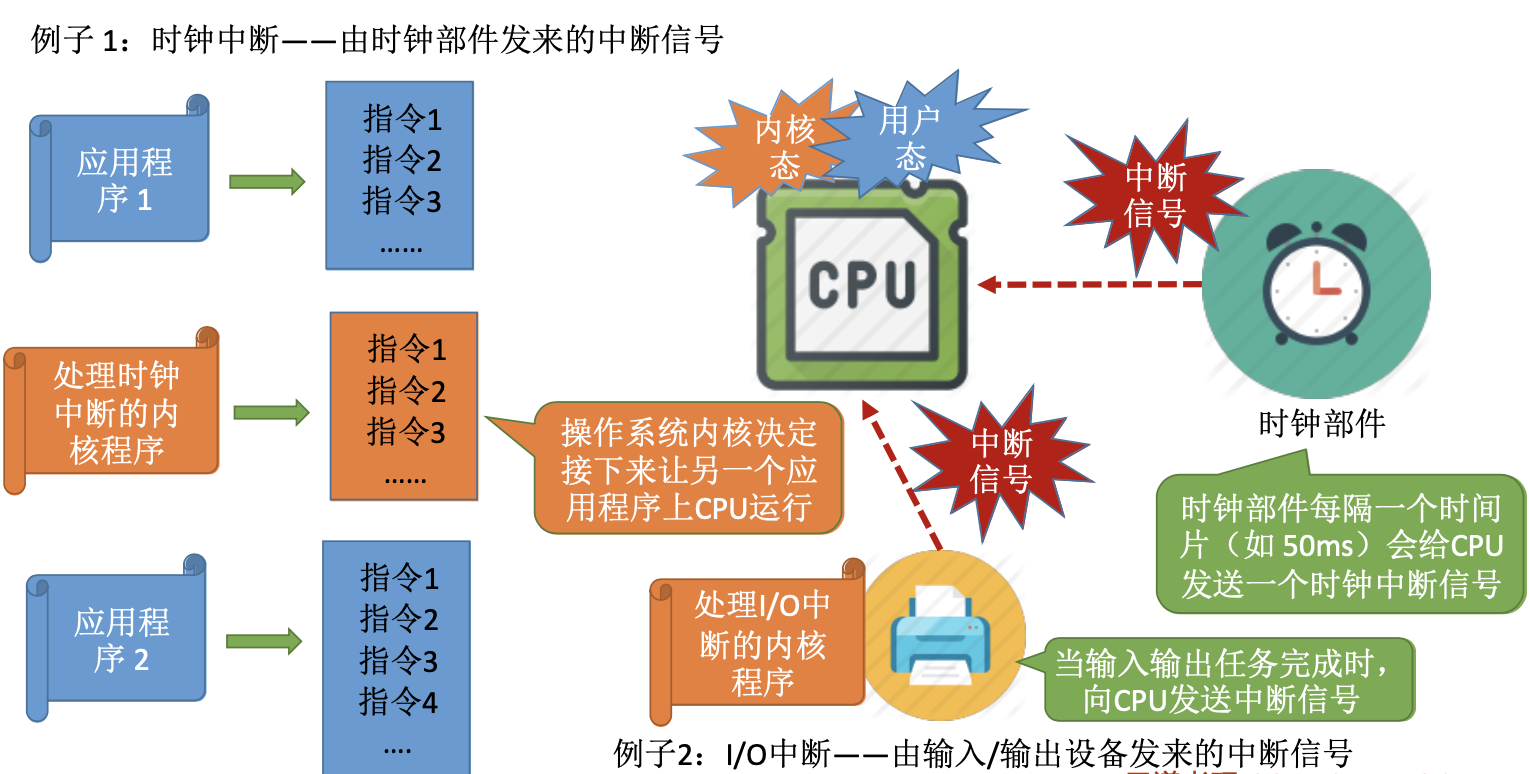 例子 1：时钟中断——由时钟部件发来的中断信号
应用程
序 1
指令1
指令2
指令3
……
内核
态
用户
态
CPU
中断
信号
时钟部件
处理时钟
中断的内
核程序
指令1
指令2
指令3
……
操作系统内核决定
接下来让另一个应
用程序上CPU运行
中断
信号
时钟部件每隔一个时间
片（如 50ms）会给CPU
发送一个时钟中断信号
应用程
序 2
指令1
指令2
指令3
指令4
….
处理I/O中
断的内核
程序
当输入输出任务完成时，
向CPU发送中断信号
例子2：I/O中断——由输入/输出设备发来的中断信号